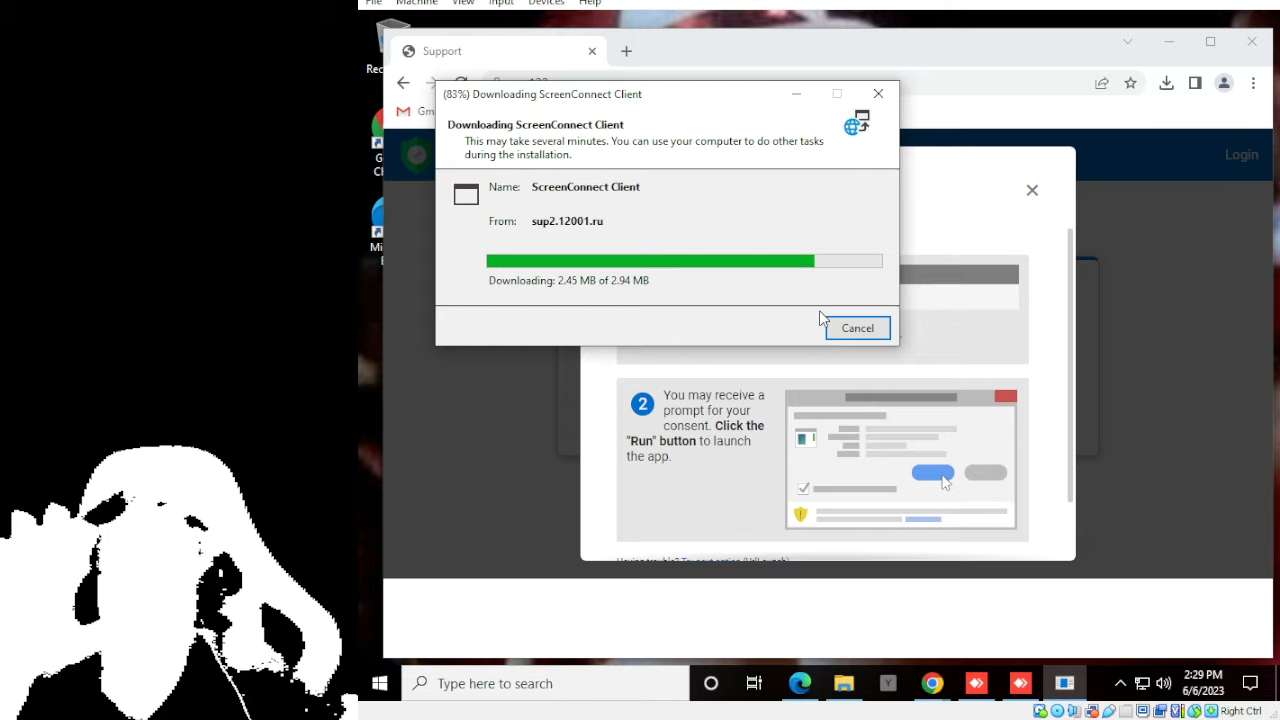 File Machine View Input Devices Help
Support
Gm
(83%) Downloading ScreenConnect Client
Downloading ScreenConnect Client
This may take several minutes. You can use your computer to do other tasks
during the installation.
Name: ScreenConnect Client
From: sup2.12001.ru
Downloading: 2.45 MB of 2.94 MB
Cancel
Login
2 You may receive a
prompt for your
consent. Click the
"Run" button to launch
the app.
Type here to search
Y
2:29 PM
6/6/2023
Right Ctrl